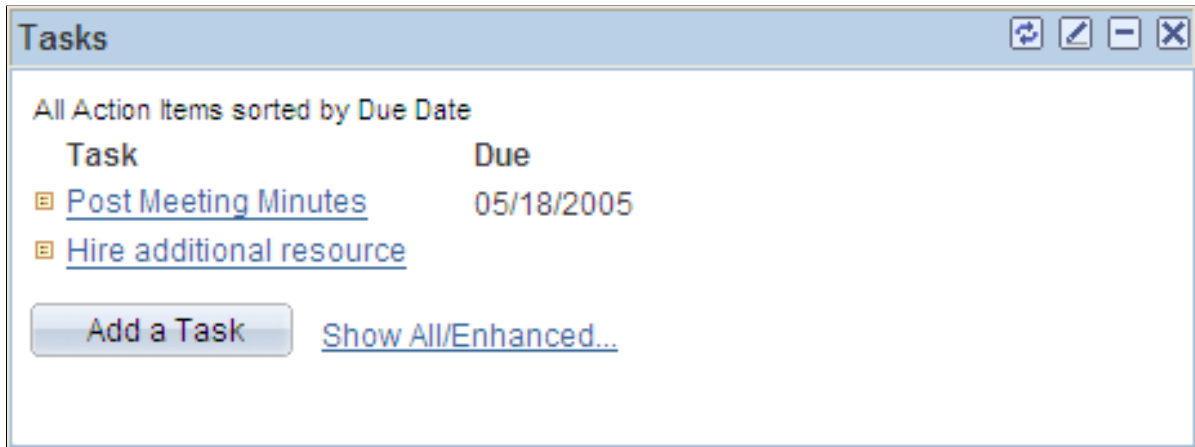 Tasks
All Action Items sorted by Due Date
Task Due
Post Meeting Minutes 05/18/2005
Hire additional resource
Add a Task Show All/Enhanced...